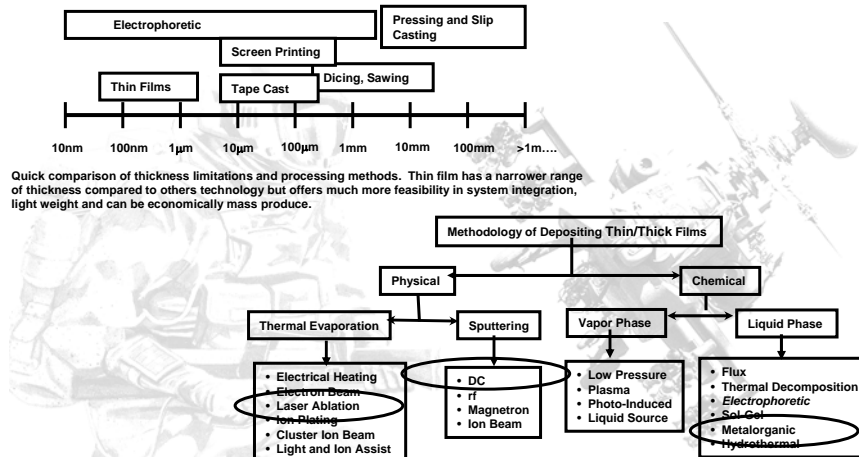 Electrophoretic
Pressing and Slip
Casting
Screen Printing
Dicing, Sawing
Thin Films
Tape Cast
10nm 100nm 1μm 10μm 100μm 1mm 10mm 100mm >1m....
Quick comparison of thickness limitations and processing methods. Thin film has a narrower range
of thickness compared to others technology but offers much more feasibility in system integration,
light weight and can be economically mass produce.
Methodology of Depositing Thin/Thick Films
Physical
Chemical
Thermal Evaporation
Sputtering
Vapor Phase
Liquid Phase
• Electrical Heating
• Electron Beam
• Laser Ablation
• Ion Plating
• Cluster Ion Beam
• Light and Ion Assist
• DC
• rf
• Magnetron
• Ion Beam
• Low Pressure
• Plasma
• Photo-Induced
• Liquid Source
• Flux
• Thermal Decomposition
• Electrophoretic
• Sol-Gel
• Metalorganic
• Hydrothermal